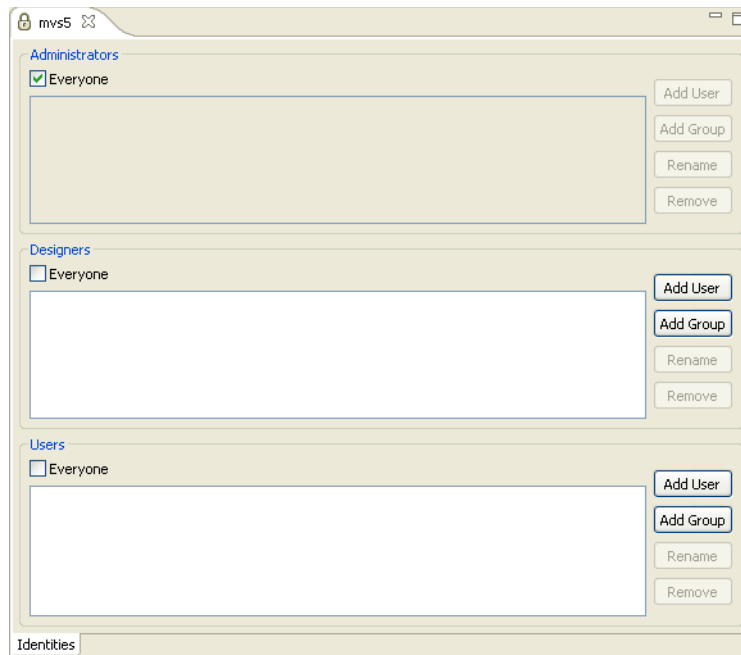 mvs5
Administrators
Everyone
Add User
Add Group
Rename
Remove
Designers
Everyone
Add User
Add Group
Rename
Remove
Users
Everyone
Add User
Add Group
Rename
Remove
Identities